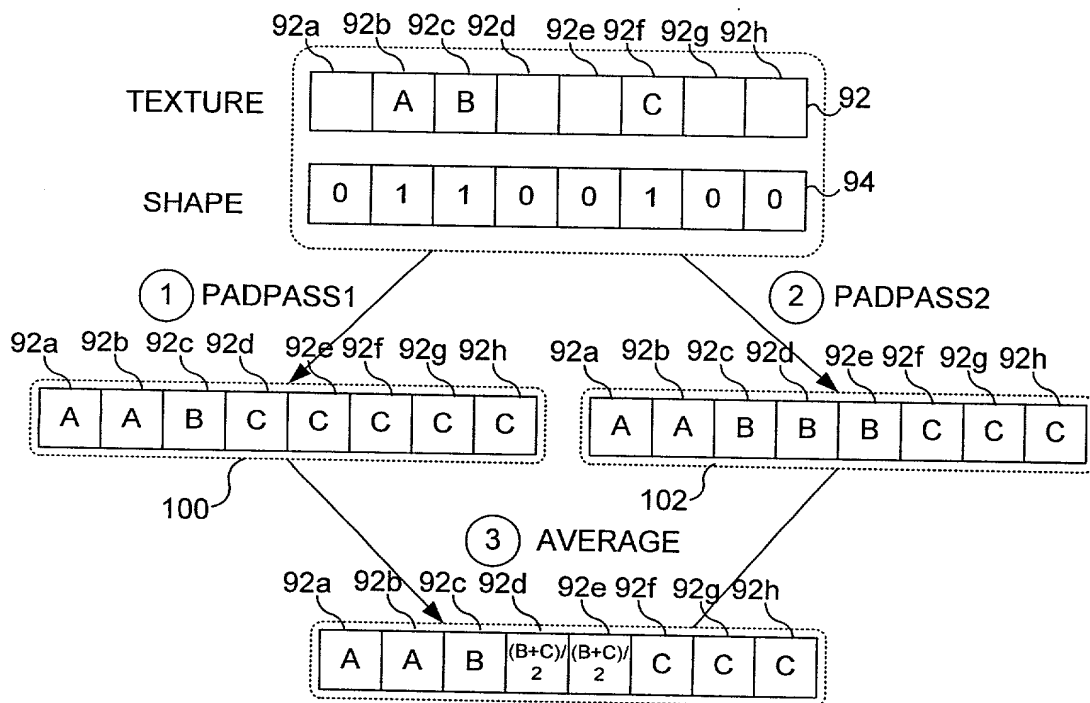 92a 92b 92c 92d 92e 92f 92g 92h
TEXTURE A B C 92
SHAPE 0 1 1 0 0 1 0 0 94
1 PADPASS1
2 PADPASS2
92a 92b 92c 92d 92e 92f 92g 92h
A A B C C C C C
100
92a 92b 92c 92d 92e 92f 92g 92h
A A B B B C C C
102
3 AVERAGE
92a 92b 92c 92d 92e 92f 92g 92h
A A B (B+C)/2 (B+C)/2 C C C